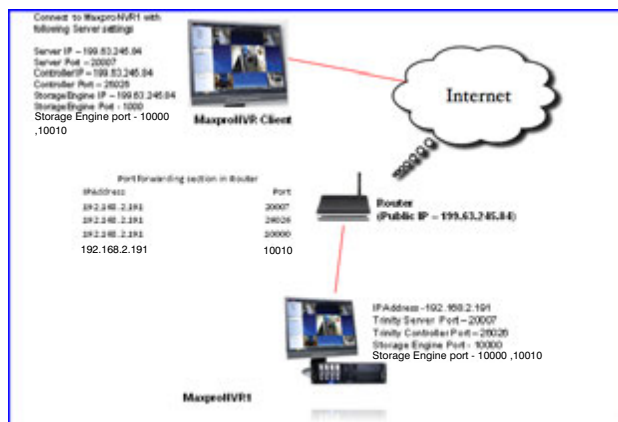 Connect to MaxproNVR1 with
following Server settings
Server IP – 199.63.245.84
Server Port – 20007
Controller IP – 199.63.245.84
Controller Port – 26026
Storage Engine IP – 199.63.245.84
Storage Engine Port - 1000
Storage Engine port - 10000
,10010
MaxproNVR Client
Internet
Port forwarding section in Router
IPAddress Port
192.168.2.191 20007
192.168.2.191 26026
192.168.2.191 10000
192.168.2.191 10010
Router
(Public IP – 199.63.245.84)
IPAddress -192.168.2.191
Trinity Server Port – 20007
Trinity Controller Port – 26026
Storage Engine Port - 10000
Storage Engine port - 10000 ,10010
MaxproNVR1